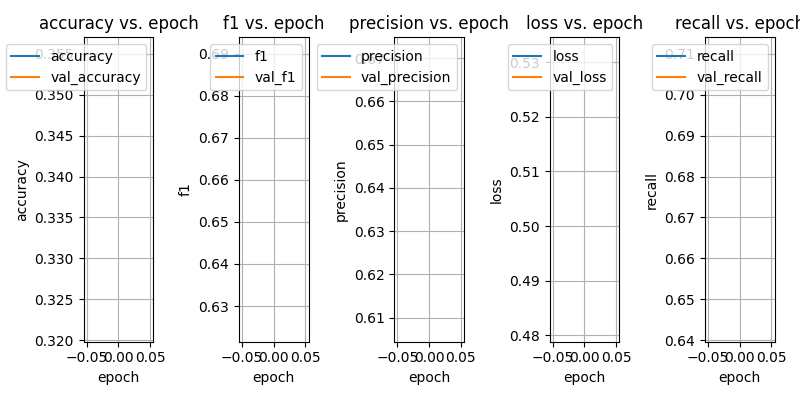 accuracy vs. epoch
0.355
accuracy
val_accuracy
0.350
0.345
0.340
0.335
0.330
0.325
0.320
accuracy
−0.05 0.00 0.05
epoch
f1 vs. epoch
0.69
f1
val_f1
0.68
0.67
0.66
0.65
0.64
0.63
f1
−0.05 0.00 0.05
epoch
precision vs. epoch
0.67
precision
val_precision
0.66
0.65
0.64
0.63
0.62
0.61
precision
−0.05 0.00 0.05
epoch
loss vs. epoch
0.53
loss
val_loss
0.52
0.51
0.50
0.49
0.48
loss
−0.05 0.00 0.05
epoch
recall vs. epoch
0.71
recall
val_recall
0.70
0.69
0.68
0.67
0.66
0.65
0.64
recall
−0.05 0.00 0.05
epoch